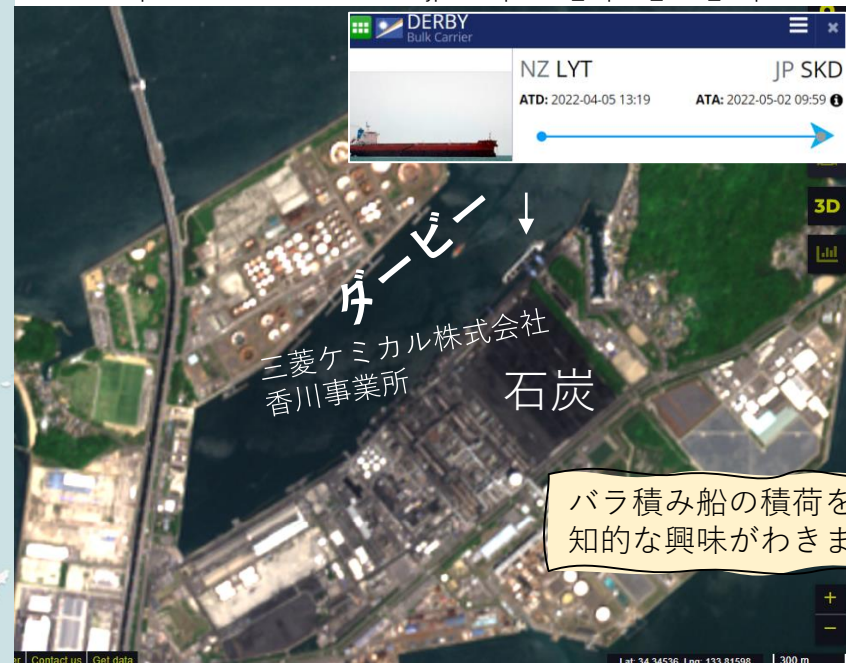 DERBY
Bulk Carrier
NZ LYT
JP SKD
ATD: 2022-04-05 13:19
ATA: 2022-05-02 09:59
3D
ダービー
三菱ケミカル株式会社
香川事業所
石炭
バラ積み船の積荷を
知的な興味がわきま
+
−
Contact us
Get data
Lat: 34.34536, Lng: 133.81598
300 m